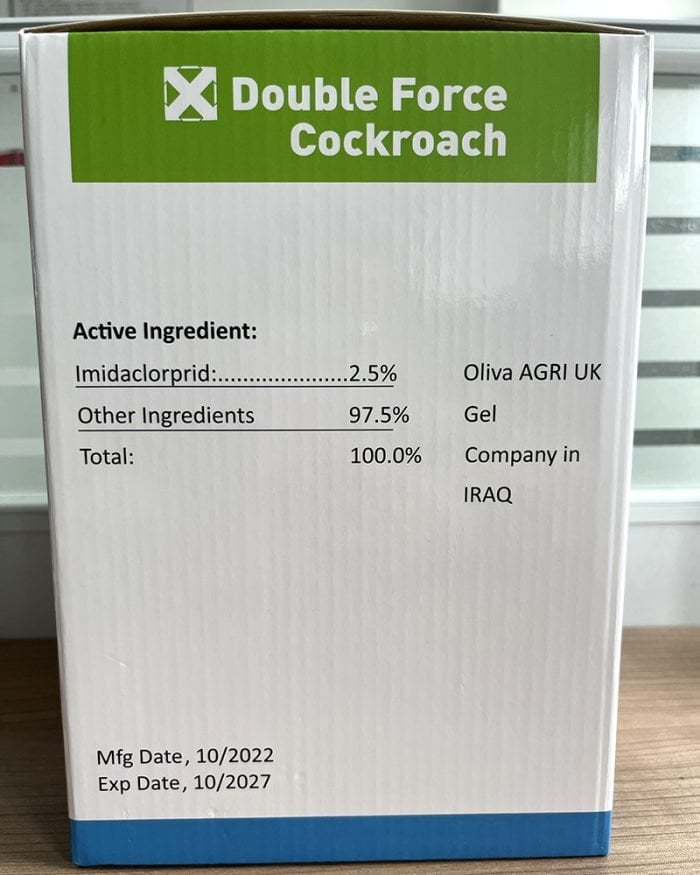 Double Force
Cockroach
Active Ingredient:
Imidaclorprid:.....................2.5%
Other Ingredients 97.5%
Total: 100.0%
Oliva AGRI UK
Gel
Company in
IRAQ
Mfg Date, 10/2022
Exp Date, 10/2027